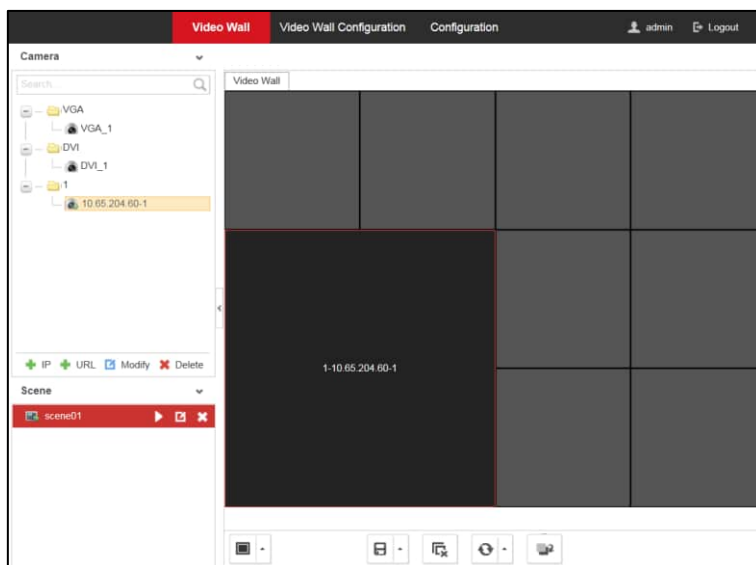 Video Wall Video Wall Configuration Configuration admin Logout
Camera
Search...
Video Wall
VGA
VGA_1
DVI
DVI_1
1
10.65.204.60-1
1-10.65.204.60-1
IP URL Modify Delete
Scene
scene01